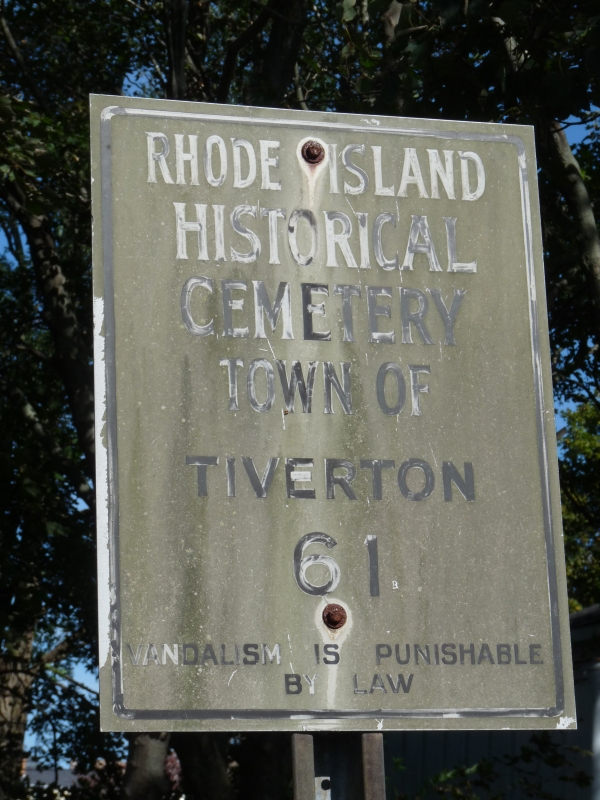 RHODE ISLAND
HISTORICAL
CEMETERY
TOWN OF
TIVERTON
61
VANDALISM IS PUNISHABLE
BY LAW